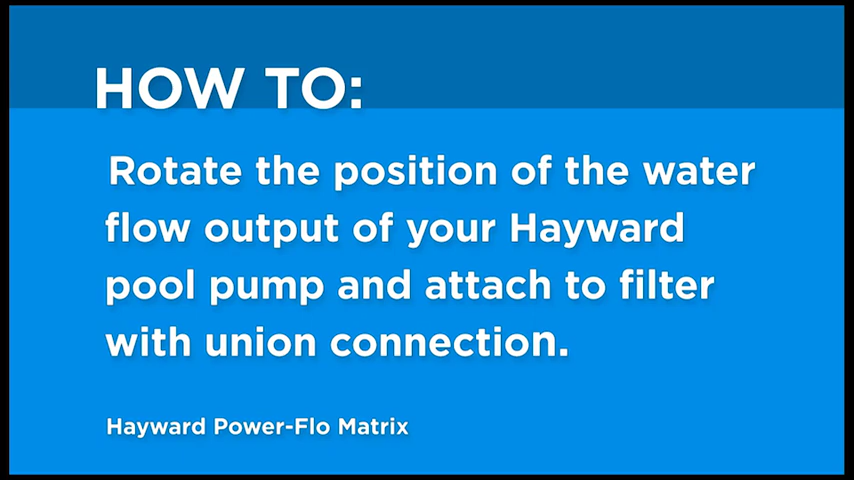 HOW TO:
Rotate the position of the water
flow output of your Hayward
pool pump and attach to filter
with union connection.
Hayward Power-Flo Matrix